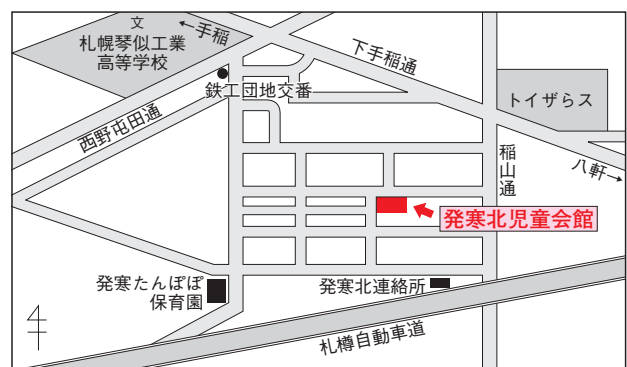 文
札幌琴似工業
高等学校
←手稲
下手稲通
鉄工団地交番
トイザらス
西野屯田通
稲山通
八軒→
発寒北児童会館
発寒たんぽぽ
保育園
発寒北連絡所
札樽自動車道